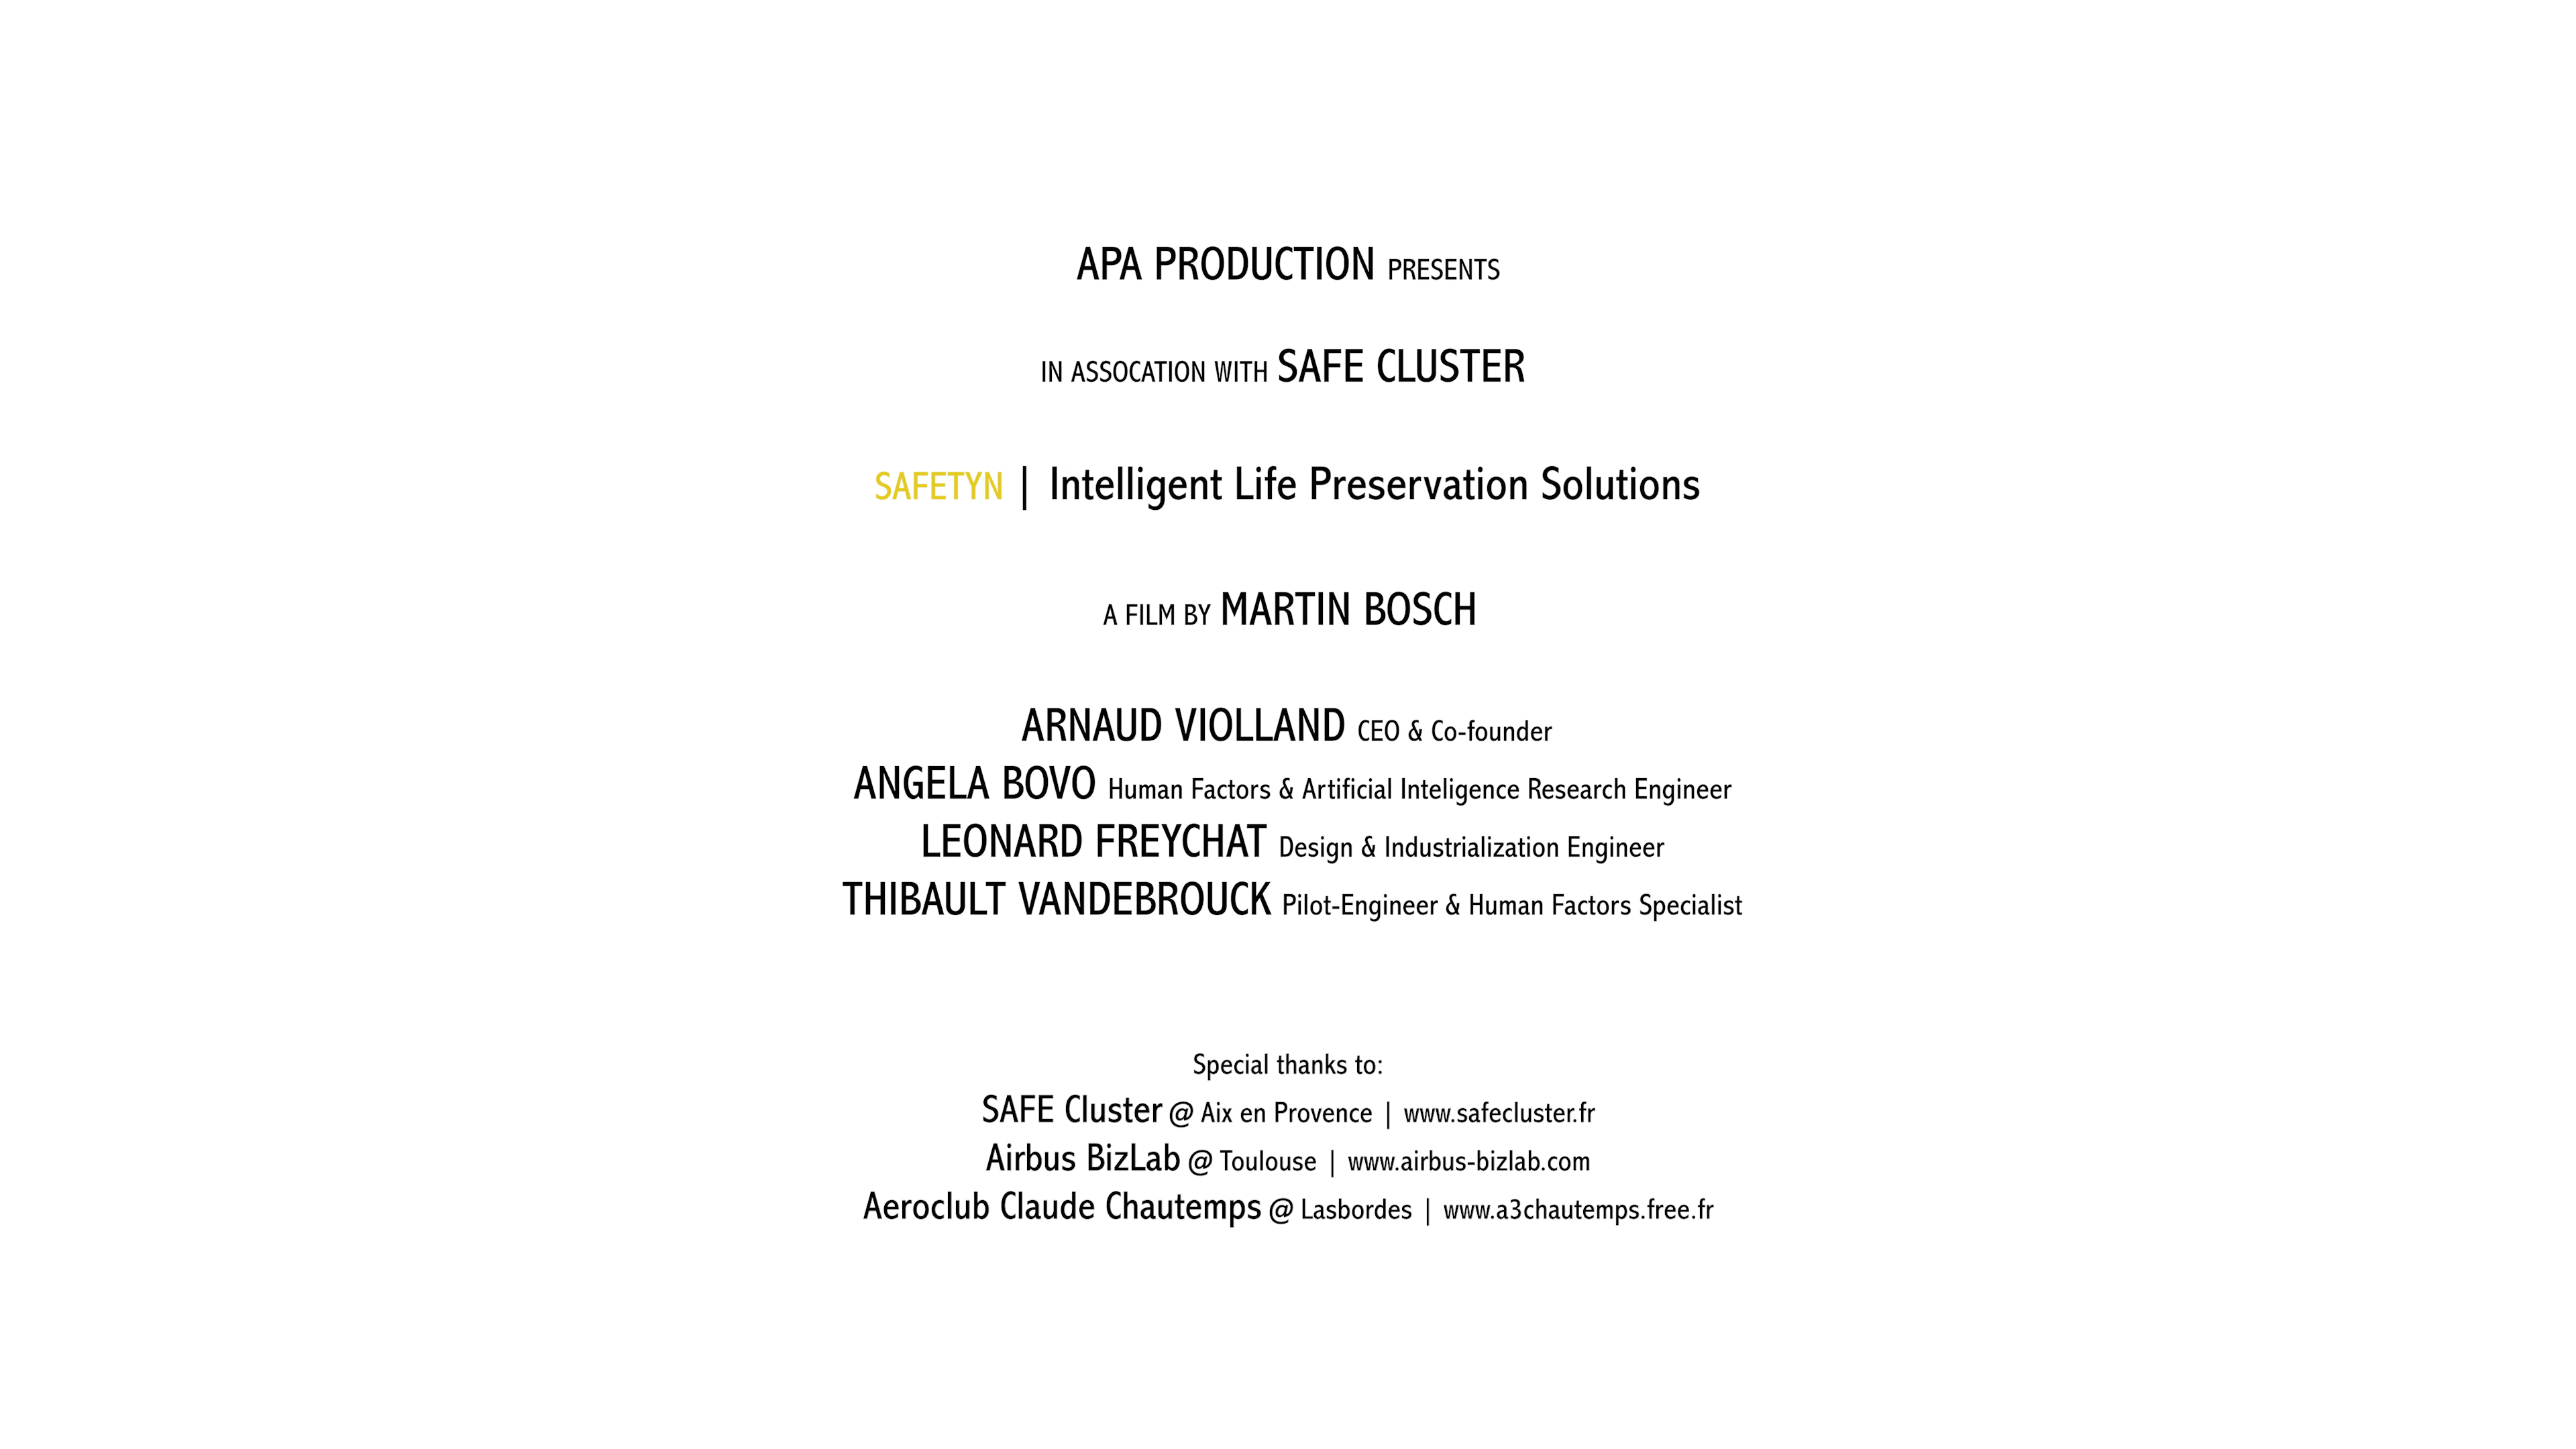 APA PRODUCTION PRESENTS
IN ASSOCATION WITH SAFE CLUSTER
SAFETYN | Intelligent Life Preservation Solutions
A FILM BY MARTIN BOSCH
ARNAUD VIOLLAND CEO & Co-founder
ANGELA BOVO Human Factors & Artificial Inteligence Research Engineer
LEONARD FREYCHAT Design & Industrialization Engineer
THIBAULT VANDEBROUCK Pilot-Engineer & Human Factors Specialist
Special thanks to:
SAFE Cluster @ Aix en Provence | www.safecluster.fr
Airbus BizLab @ Toulouse | www.airbus-bizlab.com
Aeroclub Claude Chautemps @ Lasbordes | www.a3chautemps.free.fr